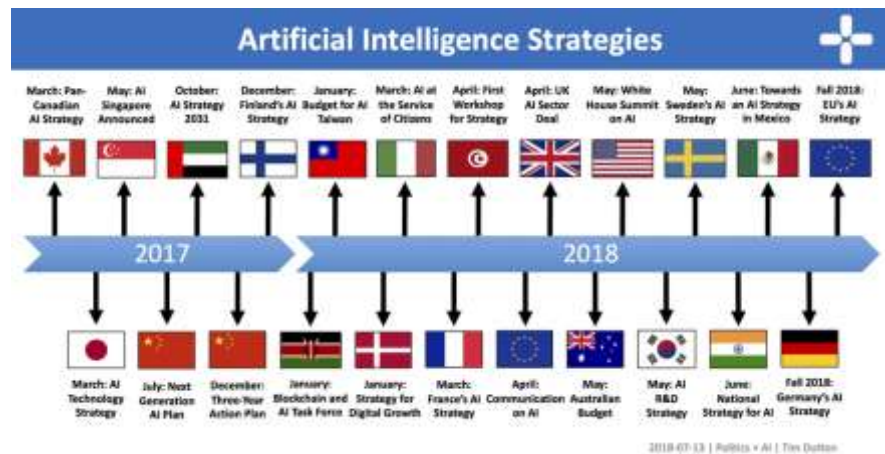 Artificial Intelligence Strategies
March: Pan-
Canadian
AI Strategy
May: AI
Singapore
Announced
October:
AI Strategy
2031
December:
Finland's AI
Strategy
January:
Budget for AI
Taiwan
March: AI at
the Service
of Citizens
April: First
Workshop
for Strategy
April: UK
AI Sector
Deal
May: White
House Summit
on AI
May:
Sweden's AI
Strategy
June: Towards
an AI Strategy
in Mexico
Fall 2018:
EU's AI
Strategy
2017
2018
March: AI
Technology
Strategy
July: Next
Generation
AI Plan
December:
Three-Year
Action Plan
January:
Blockchain and
AI Task Force
January:
Strategy for
Digital Growth
March:
France's AI
Strategy
April:
Communication
on AI
May:
Australian
Budget
May: AI
R&D
Strategy
June:
National
Strategy for AI
Fall 2018:
Germany's AI
Strategy
2018-07-13 | Politics + AI | Tim Dutton